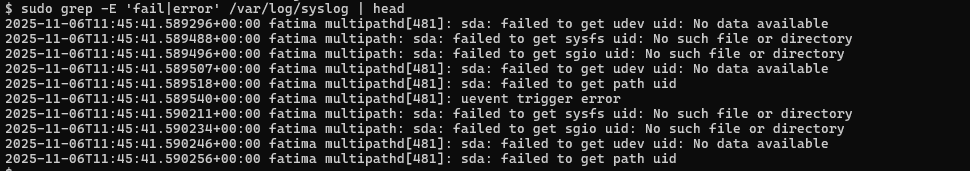 $ sudo grep -E 'fail|error' /var/log/syslog | head
2025-11-06T11:45:41.589296+00:00 fatima multipathd[481]: sda: failed to get udev uid: No data available
2025-11-06T11:45:41.589488+00:00 fatima multipath: sda: failed to get sysfs uid: No such file or directory
2025-11-06T11:45:41.589496+00:00 fatima multipath: sda: failed to get sgio uid: No such file or directory
2025-11-06T11:45:41.589507+00:00 fatima multipathd[481]: sda: failed to get udev uid: No data available
2025-11-06T11:45:41.589518+00:00 fatima multipathd[481]: sda: failed to get path uid
2025-11-06T11:45:41.589540+00:00 fatima multipathd[481]: uevent trigger error
2025-11-06T11:45:41.590211+00:00 fatima multipath: sda: failed to get sysfs uid: No such file or directory
2025-11-06T11:45:41.590234+00:00 fatima multipath: sda: failed to get sgio uid: No such file or directory
2025-11-06T11:45:41.590246+00:00 fatima multipathd[481]: sda: failed to get udev uid: No data available
2025-11-06T11:45:41.590256+00:00 fatima multipathd[481]: sda: failed to get path uid